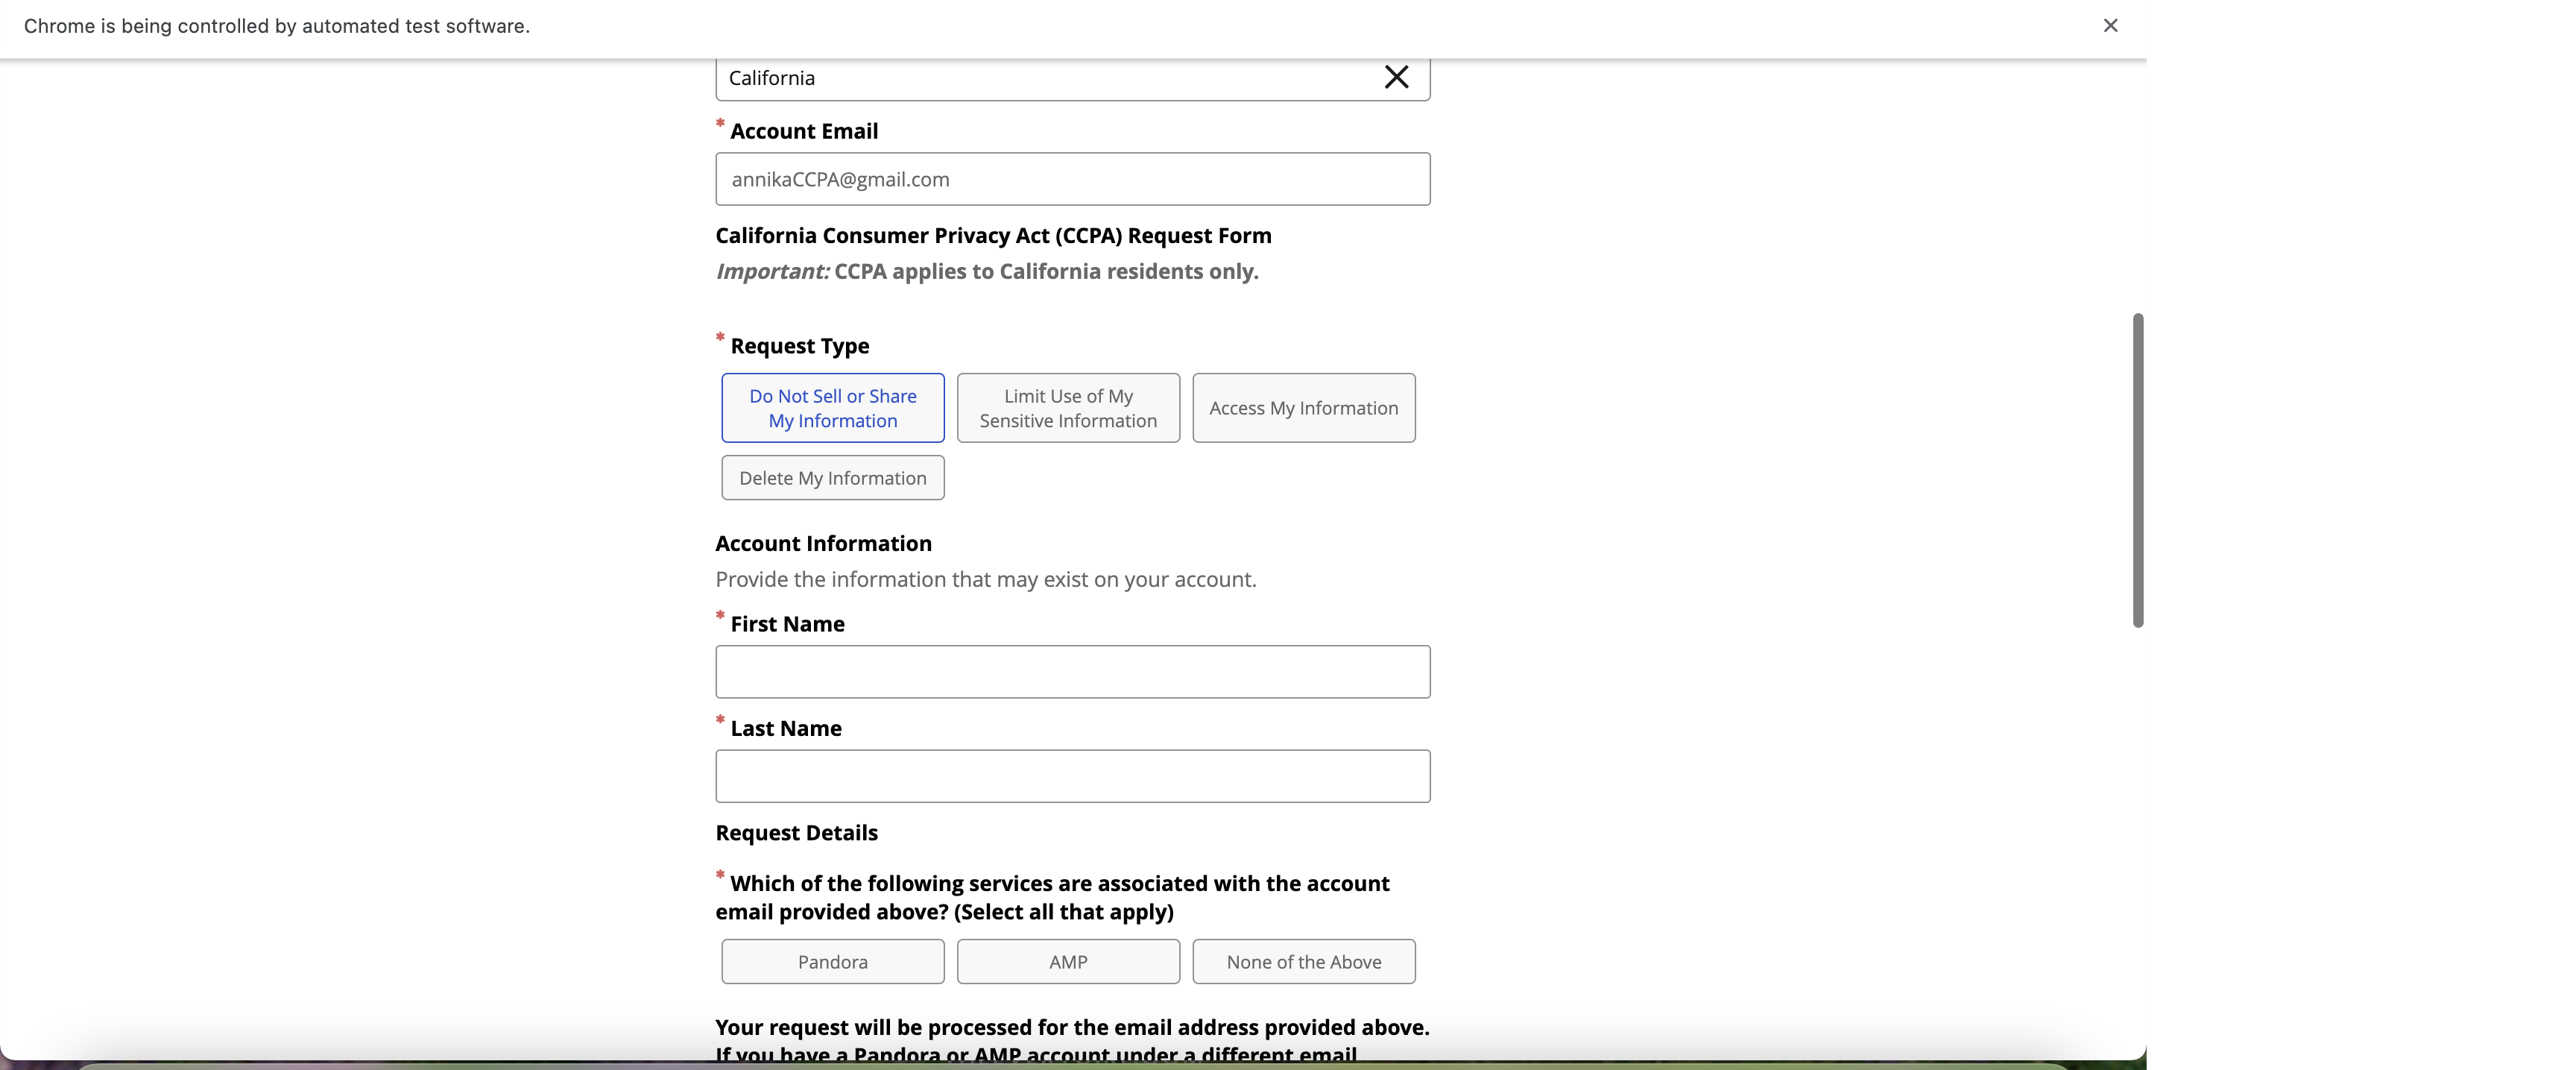 Chrome is being controlled by automated test software.
California
* Account Email
annikaCCPA@gmail.com
California Consumer Privacy Act (CCPA) Request Form
Important: CCPA applies to California residents only.
* Request Type
Do Not Sell or Share
My Information
Limit Use of My
Sensitive Information
Access My Information
Delete My Information
Account Information
Provide the information that may exist on your account.
* First Name
* Last Name
Request Details
* Which of the following services are associated with the account
email provided above? (Select all that apply)
Pandora
AMP
None of the Above
Your request will be processed for the email address provided above.
If you have a Pandora or AMP account under a different email